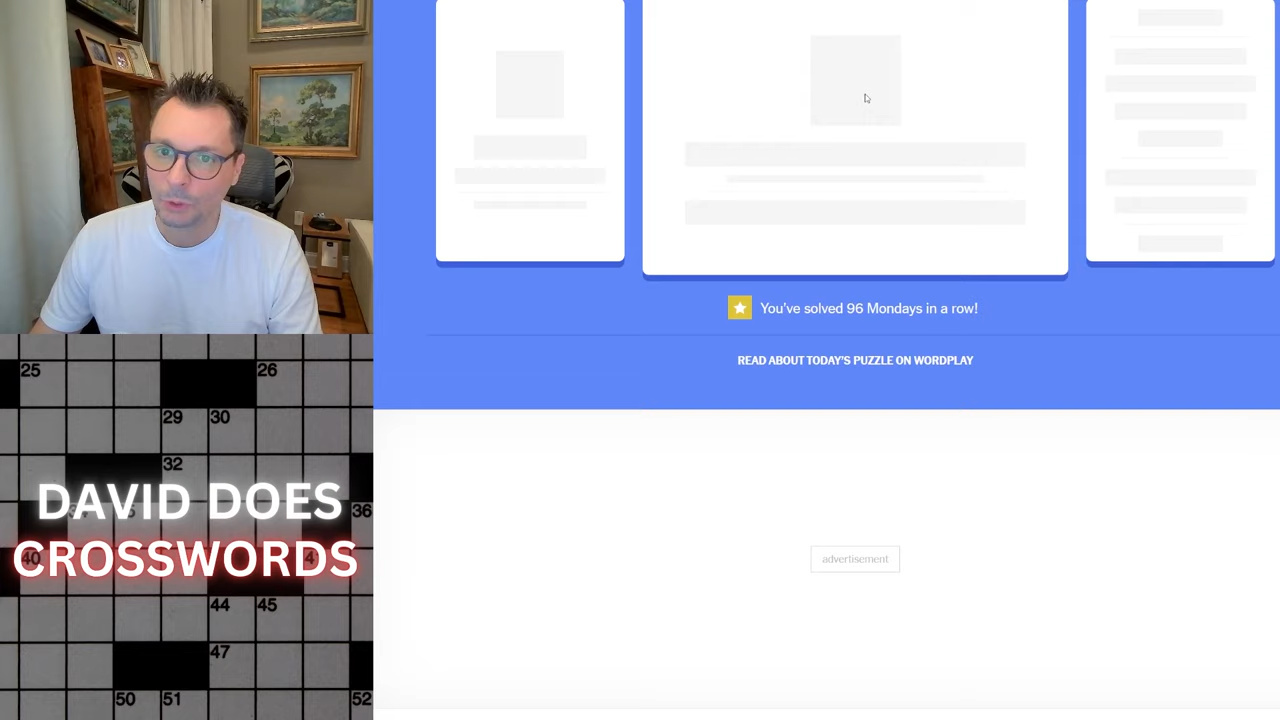 You've solved 96 Mondays in a row!
READ ABOUT TODAY'S PUZZLE ON WORDPLAY
advertisement
25
26
29
30
32
36
DAVID DOES
40
CROSSWORDS
44
45
47
50
51
52